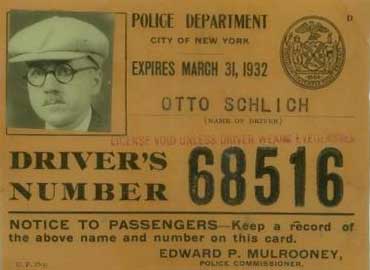 POLICE DEPARTMENT
D
CITY OF NEW YORK
EXPIRES MARCH 31, 1932
OTTO SCHLICH
(NAME OF DRIVER)
LICENSE VOID UNLESS DRIVER WEARS EYEGLASSES
DRIVER'S
NUMBER
68516
NOTICE TO PASSENGERS—Keep a record of
the above name and number on this card.
EDWARD P. MULROONEY,
POLICE COMMISSIONER.